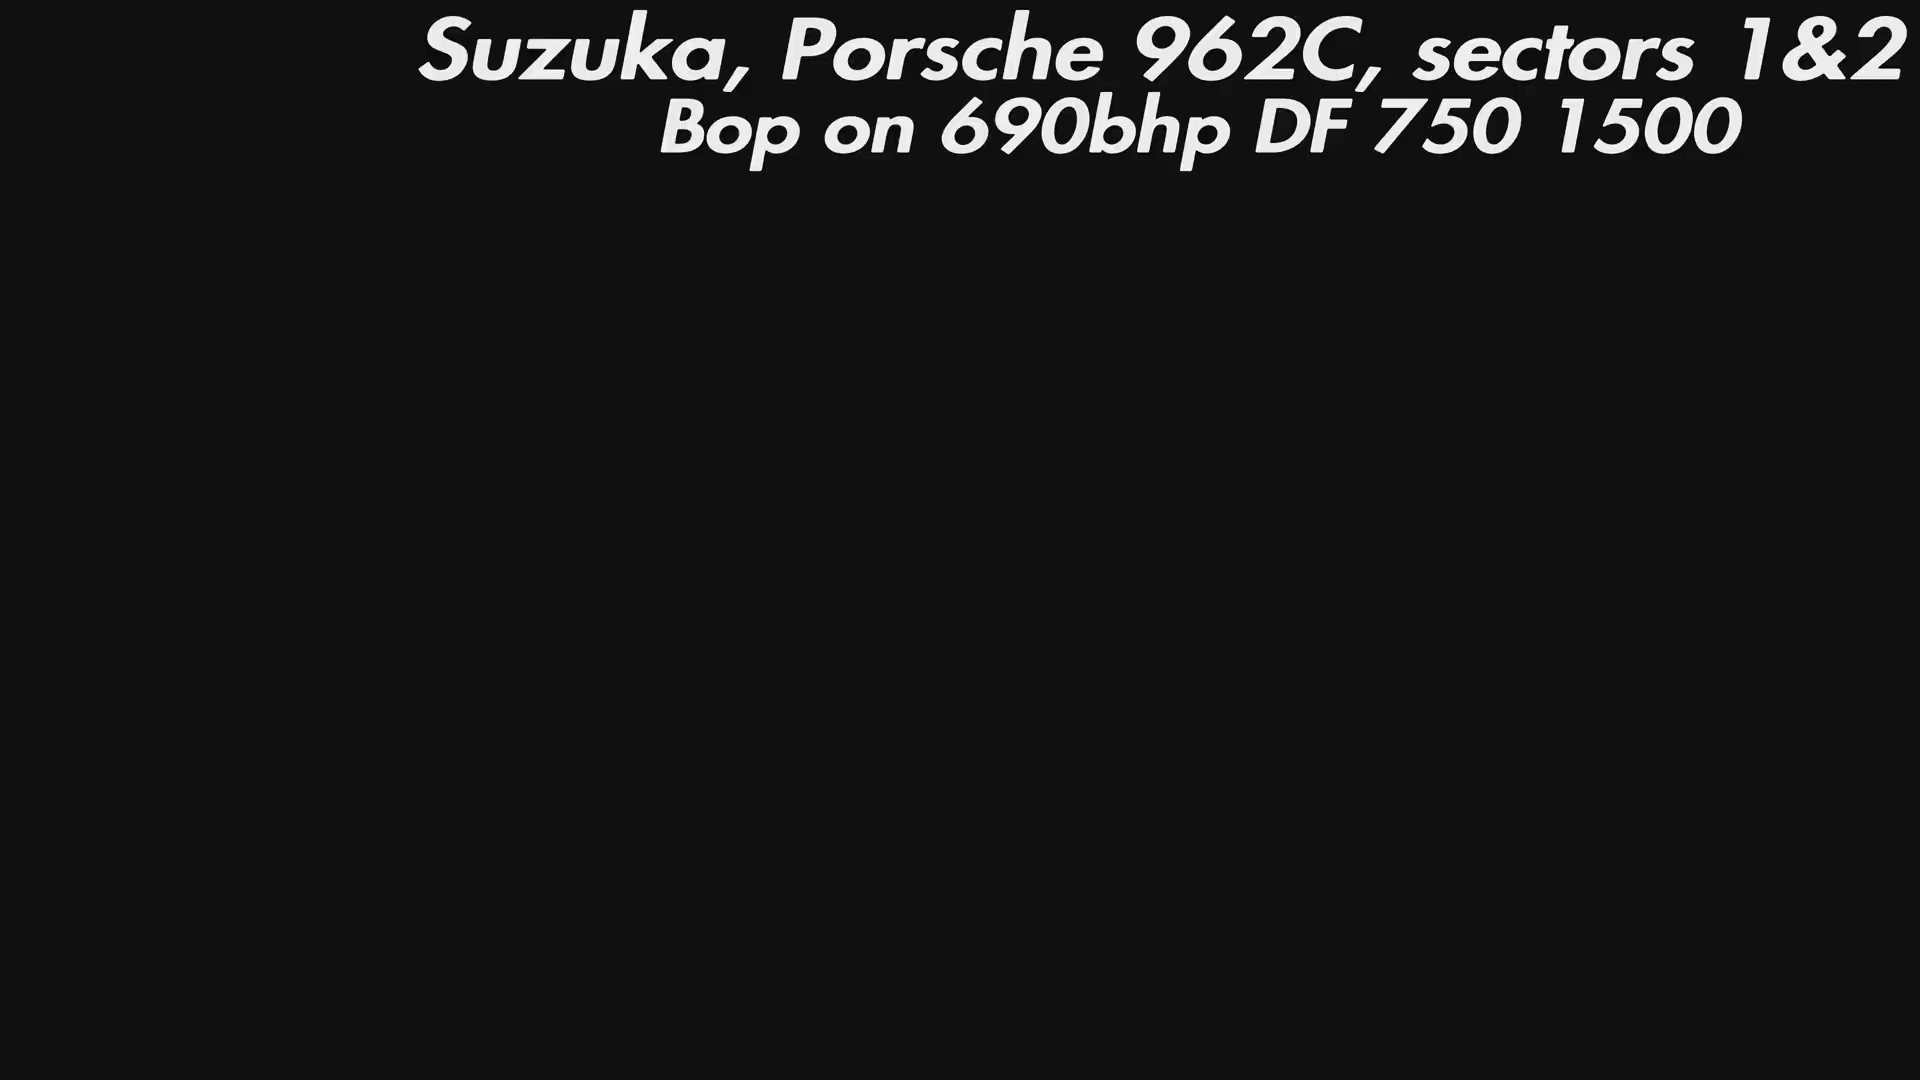 Suzuka, Porsche 962C, sectors 1&2
Bop on 690bhp DF 750 1500